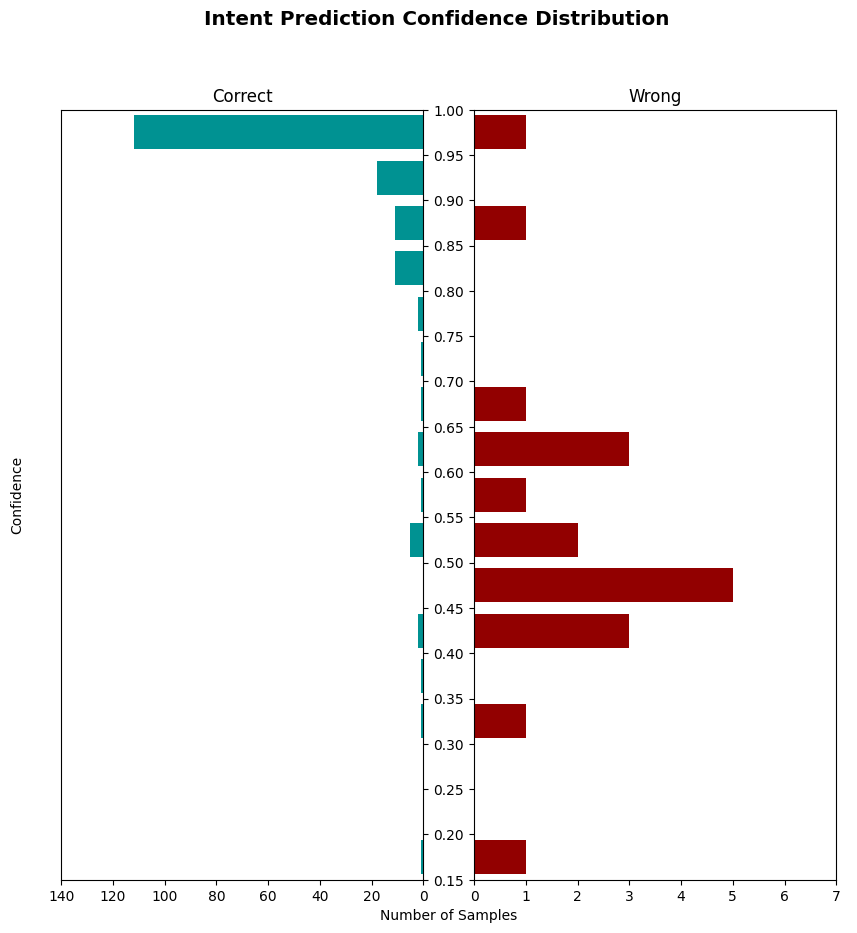 Intent Prediction Confidence Distribution
Correct
Wrong
1.00
0.95
0.90
0.85
0.80
0.75
0.70
0.65
0.60
0.55
0.50
0.45
0.40
0.35
0.30
0.25
0.20
0.15
Confidence
140 120 100 80 60 40 20 0
0 1 2 3 4 5 6 7
Number of Samples